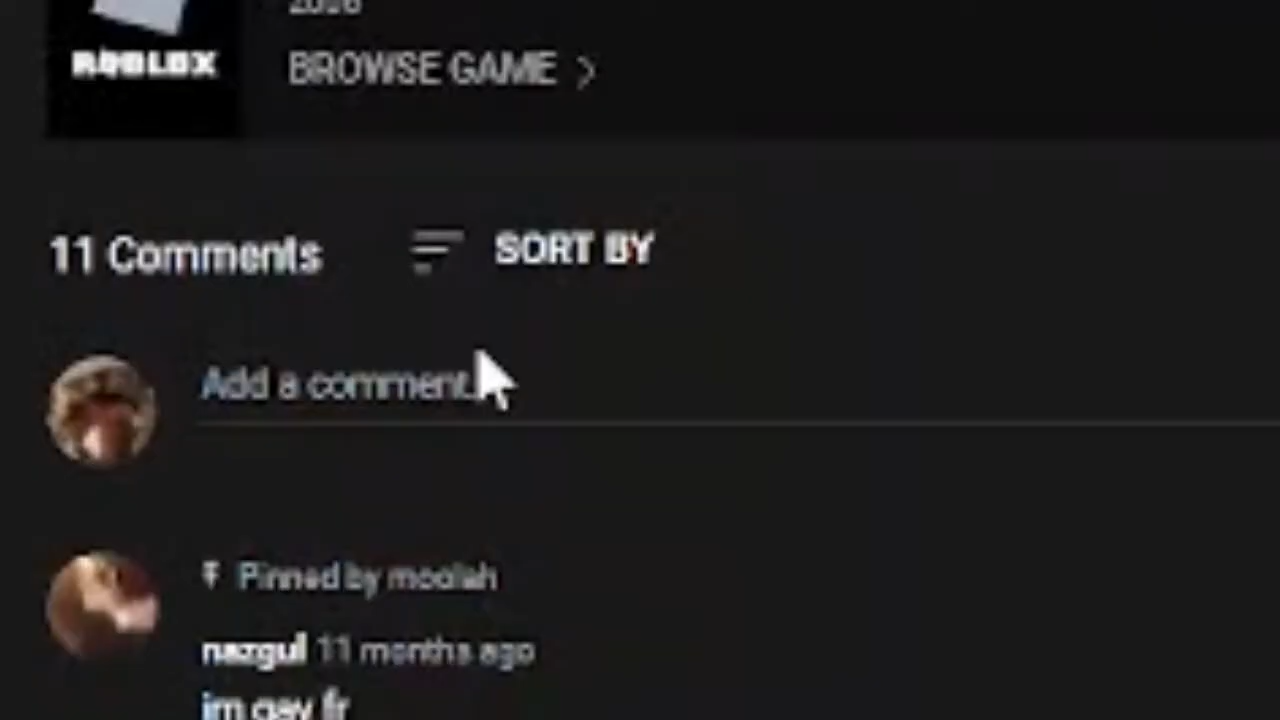 2006
ROBLOX
BROWSE GAME >
11 Comments
SORT BY
Add a comment...
Pinned by moolah
nazgul 11 months ago
im gay fr